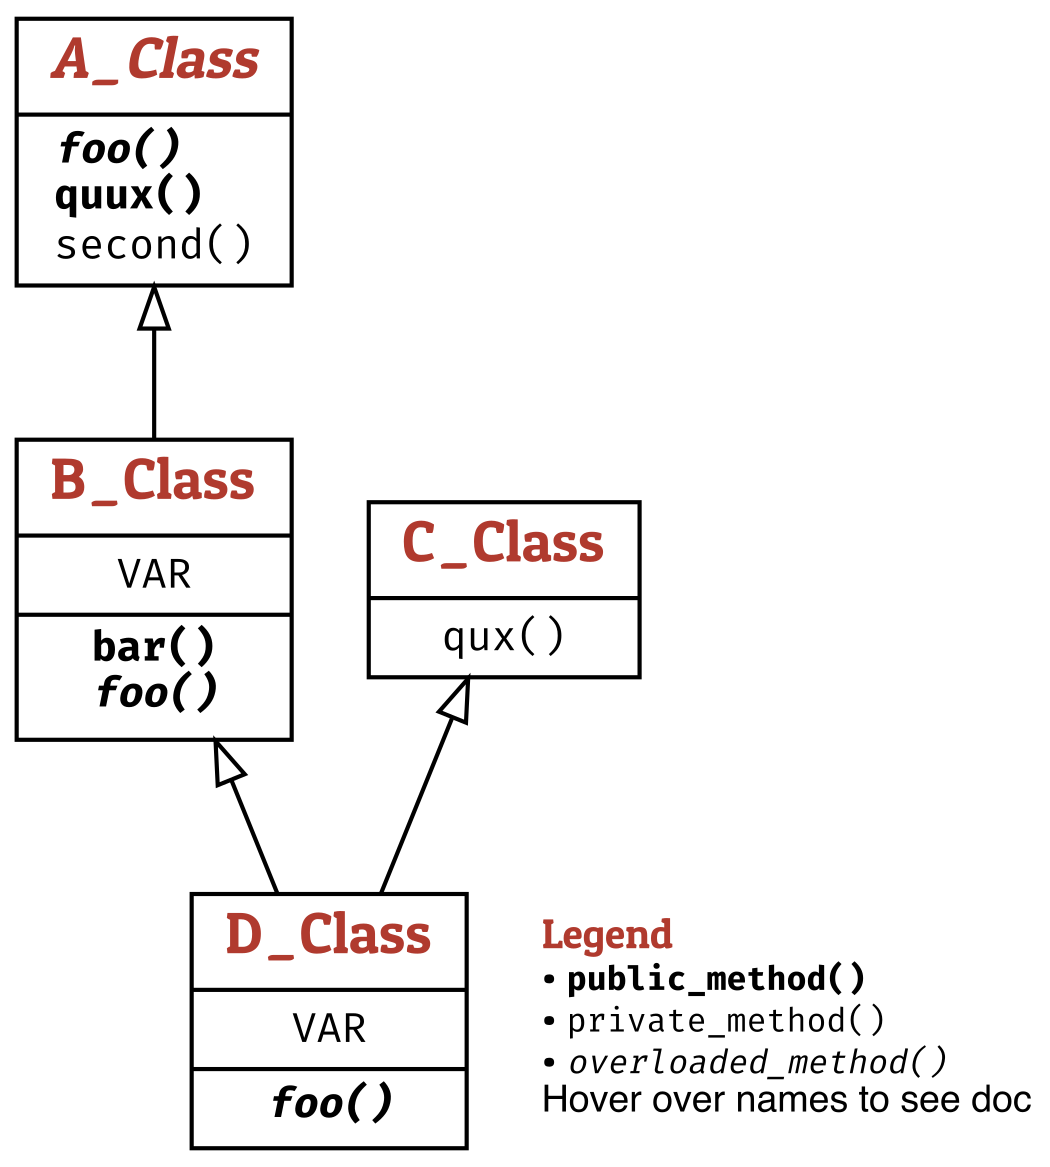 A_Class
foo()
quux()
second()
B_Class
VAR
bar()
foo()
C_Class
qux()
D_Class
VAR
foo()
Legend
• public_method()
• private_method()
• overloaded_method()
Hover over names to see doc